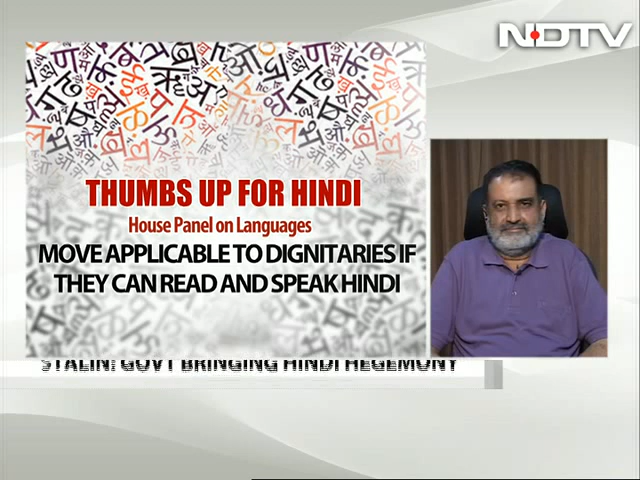 NDTV
THUMBS UP FOR HINDI
House Panel on Languages
MOVE APPLICABLE TO DIGNITARIES IF
THEY CAN READ AND SPEAK HINDI
STALIN: GOVT BRINGING HINDI HEGEMONY